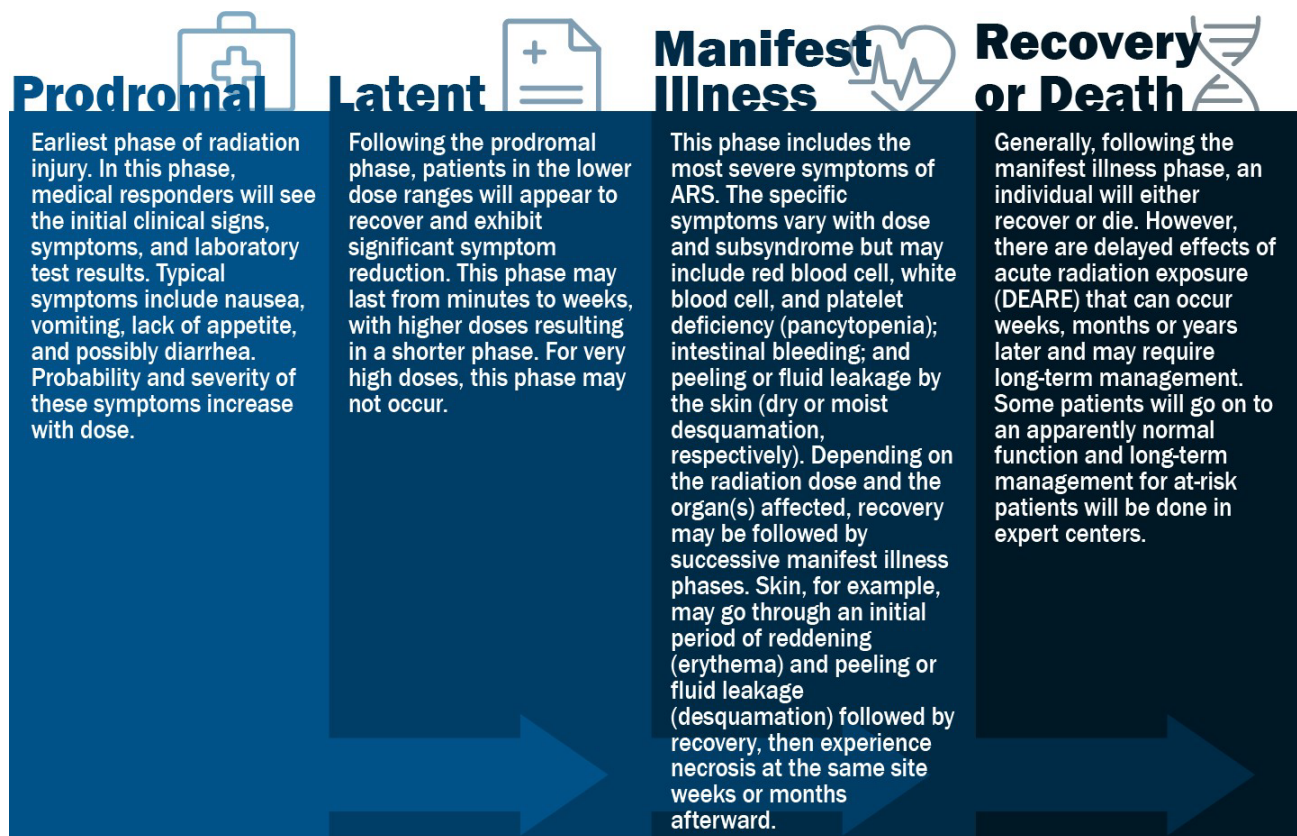 Prodromal
Earliest phase of radiation
injury. In this phase,
medical responders will see
the initial clinical signs,
symptoms, and laboratory
test results. Typical
symptoms include nausea,
vomiting, lack of appetite,
and possibly diarrhea.
Probability and severity of
these symptoms increase
with dose.
Latent
Following the prodromal
phase, patients in the lower
dose ranges will appear to
recover and exhibit
significant symptom
reduction. This phase may
last from minutes to weeks,
with higher doses resulting
in a shorter phase. For very
high doses, this phase may
not occur.
Manifest
Illness
This phase includes the
most severe symptoms of
ARS. The specific
symptoms vary with dose
and subsyndrome but may
include red blood cell, white
blood cell, and platelet
deficiency (pancytopenia);
intestinal bleeding; and
peeling or fluid leakage by
the skin (dry or moist
desquamation,
respectively). Depending on
the radiation dose and the
organ(s) affected, recovery
may be followed by
successive manifest illness
phases. Skin, for example,
may go through an initial
period of reddening
(erythema) and peeling or
fluid leakage
(desquamation) followed by
recovery, then experience
necrosis at the same site
weeks or months
afterward.
Recovery
or Death
Generally, following the
manifest illness phase, an
individual will either
recover or die. However,
there are delayed effects of
acute radiation exposure
(DEARE) that can occur
weeks, months or years
later and may require
long-term management.
Some patients will go on to
an apparently normal
function and long-term
management for at-risk
patients will be done in
expert centers.